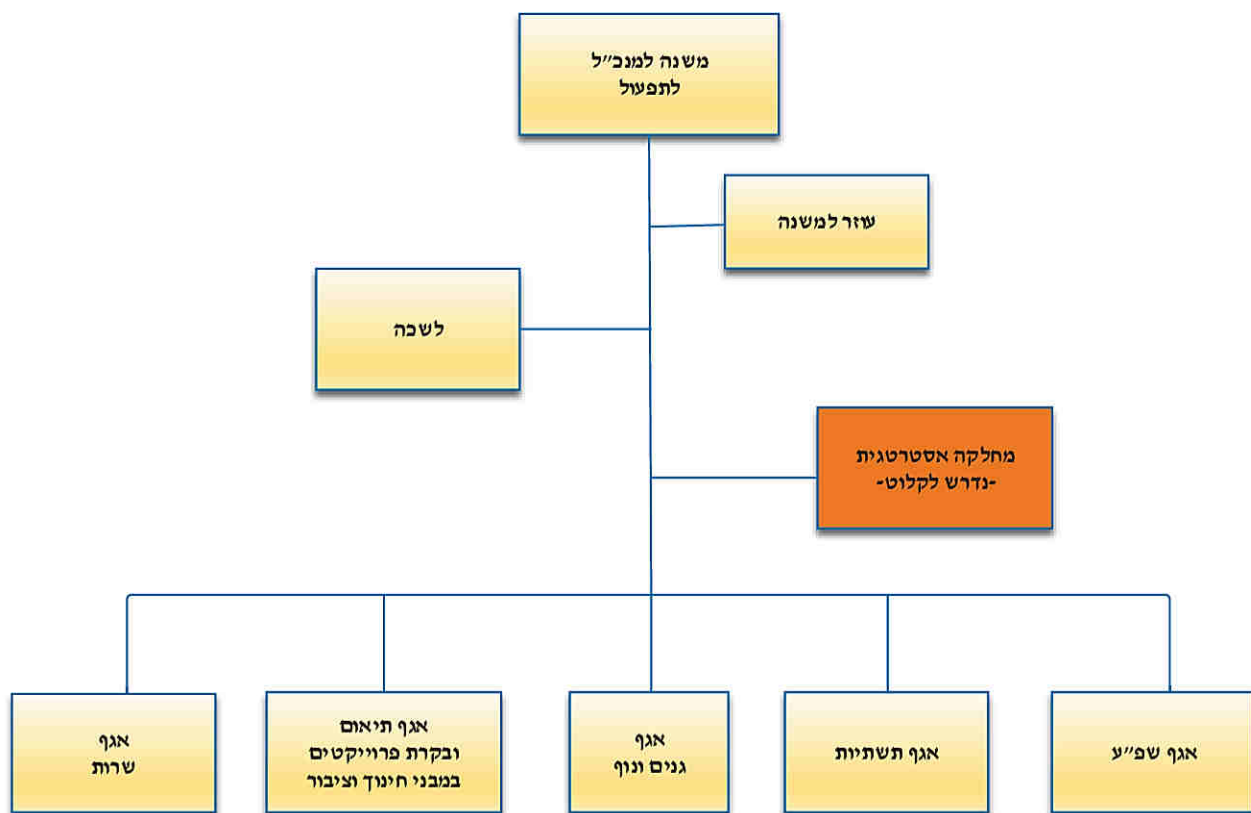 משנה למנכ״ל
לתפעול
עוזר למשנה
לשכה
מחלקה אסטרטגית
-נדרש לקלוט-
אגף שפ״ע
אגף תשתיות
אגף
גנים ונוף
אגף תיאום
ובקרת פרוייקטים
במבני חינוך וציבור
אגף
שרות